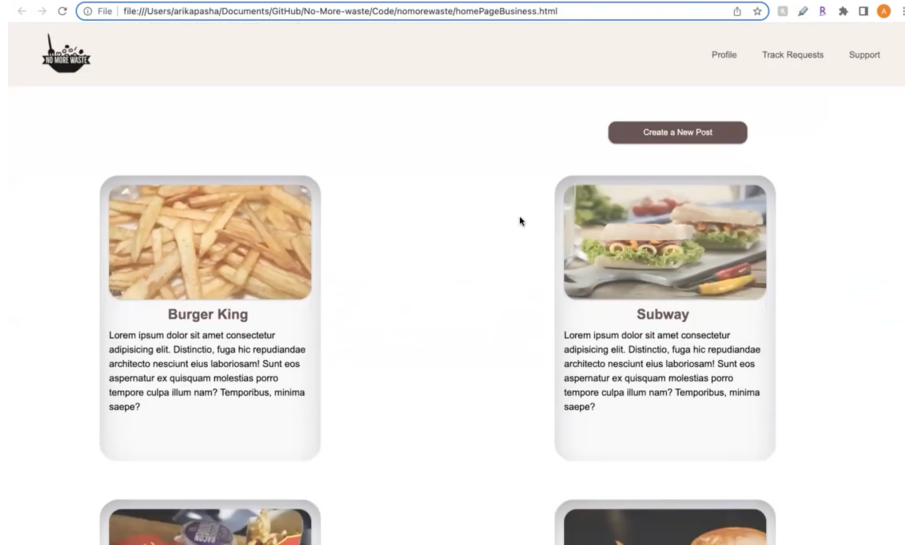 File file:///Users/arikapasha/Documents/GitHub/No-More-waste/Code/nomorewaste/homePageBusiness.html
A
NO MORE WASTE
Profile Track Requests Support
Create a New Post
Burger King
Lorem ipsum dolor sit amet consectetur
adipisicing elit. Distinctio, fuga hic repudiandae
architecto nesciunt eius laboriosam! Sunt eos
aspernatur ex quisquam molestias porro
tempore culpa illum nam? Temporibus, minima
saepe?
Subway
Lorem ipsum dolor sit amet consectetur
adipisicing elit. Distinctio, fuga hic repudiandae
architecto nesciunt eius laboriosam! Sunt eos
aspernatur ex quisquam molestias porro
tempore culpa illum nam? Temporibus, minima
saepe?